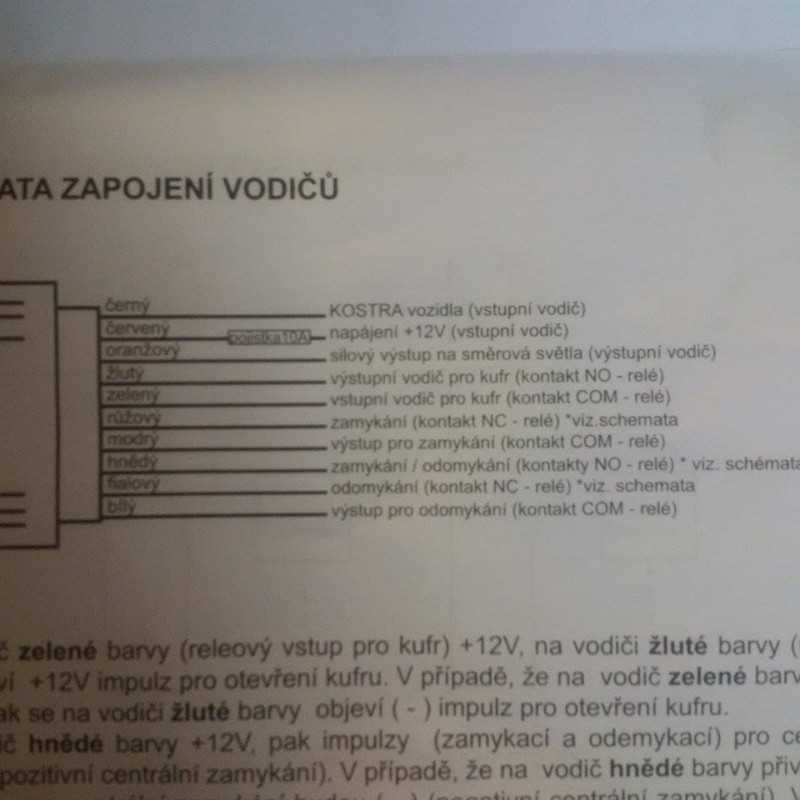 ATA ZAPOJENÍ VODIČŮ
černý KOSTRA vozidla (vstupní vodič)
červený pojistka10A napájení +12V (vstupní vodič)
oranžový silový výstup na směrová světla (výstupní vodič)
žlutý výstupní vodič pro kufr (kontakt NO - relé)
zelený vstupní vodič pro kufr (kontakt COM - relé)
růžový zamykání (kontakt NC - relé) *viz.schemata
modrý výstup pro zamykání (kontakt COM - relé)
hnědý zamykání / odomykání (kontakty NO - relé) * viz. schémata
fialový odomykání (kontakt NC - relé) *viz. schemata
bílý výstup pro odomykání (kontakt COM - relé)
č zelené barvy (releový vstup pro kufr) +12V, na vodiči žluté barvy (
ví +12V impulz pro otevření kufru. V případě, že na vodič zelené barv
ak se na vodiči žluté barvy objeví ( - ) impulz pro otevření kufru.
ič hnědé barvy +12V, pak impulzy (zamykací a odemykací) pro ce
pozitivní centrální zamykání). V případě, že na vodič hnědé barvy přiv
(negativní centrální zamykání). V